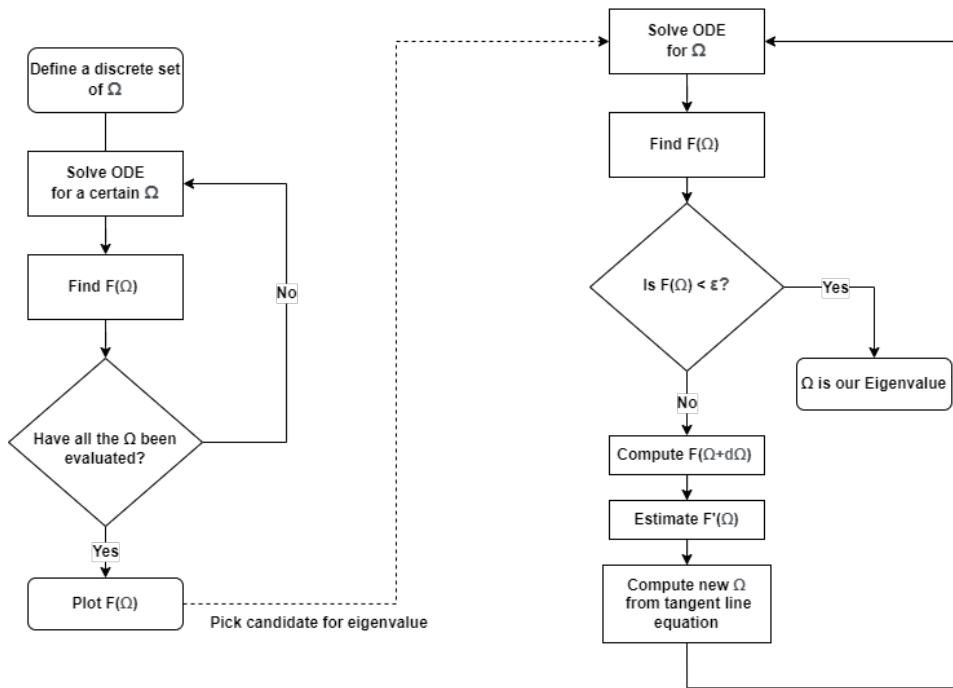 Define a discrete set
of Ω
Solve ODE
for a certain Ω
Find F(Ω)
No
Have all the Ω been
evaluated?
Yes
Plot F(Ω)
Pick candidate for eigenvalue
Solve ODE
for Ω
Find F(Ω)
Is F(Ω) < ε?
Yes
Ω is our Eigenvalue
No
Compute F(Ω+dΩ)
Estimate F'(Ω)
Compute new Ω
from tangent line
equation